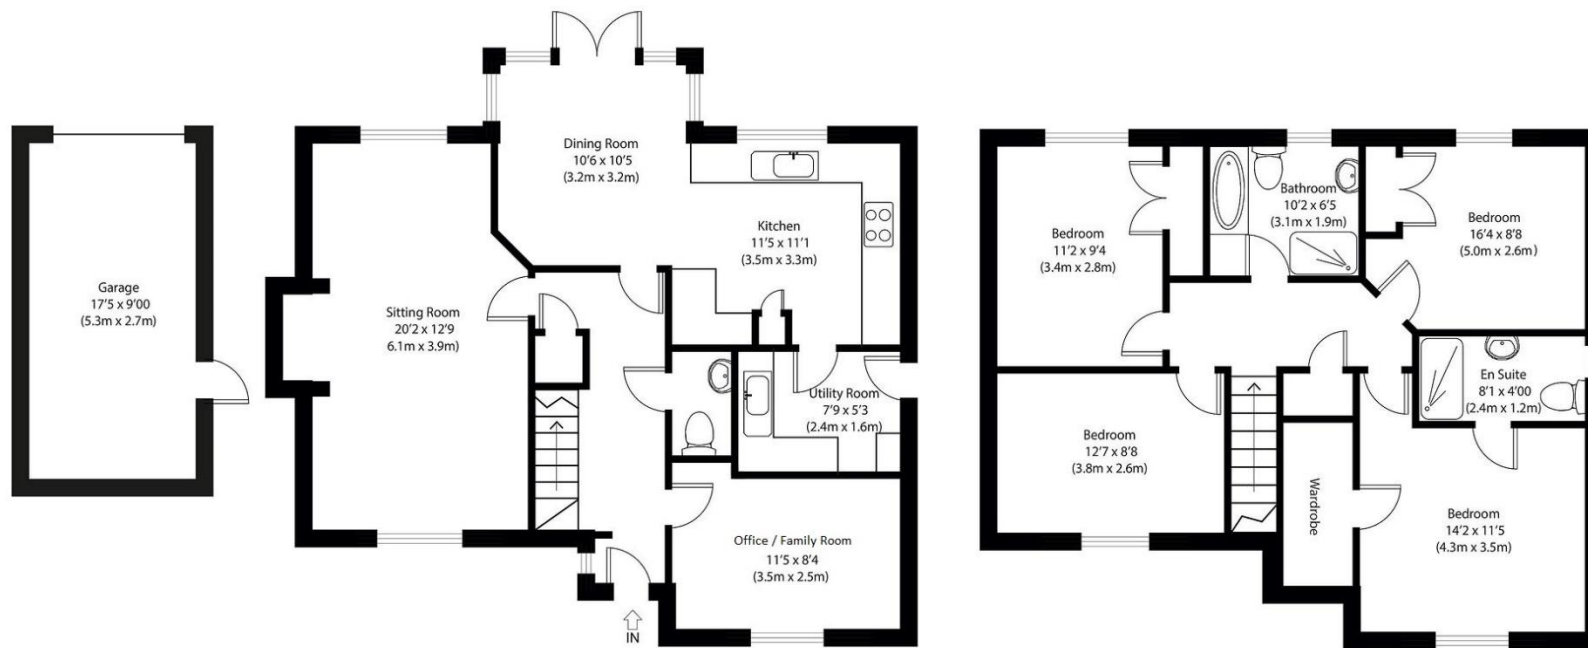 Garage
17'5 x 9'00
(5.3m x 2.7m)
Sitting Room
20'2 x 12'9
6.1m x 3.9m)
Dining Room
10'6 x 10'5
(3.2m x 3.2m)
Kitchen
11'5 x 11'1
(3.5m x 3.3m)
Utility Room
7'9 x 5'3
(2.4m x 1.6m)
Office / Family Room
11'5 x 8'4
(3.5m x 2.5m)
IN
Bedroom
11'2 x 9'4
(3.4m x 2.8m)
Bathroom
10'2 x 6'5
(3.1m x 1.9m)
Bedroom
16'4 x 8'8
(5.0m x 2.6m)
En Suite
8'1 x 4'00
(2.4m x 1.2m)
Bedroom
12'7 x 8'8
(3.8m x 2.6m)
Wardrobe
Bedroom
14'2 x 11'5
(4.3m x 3.5m)